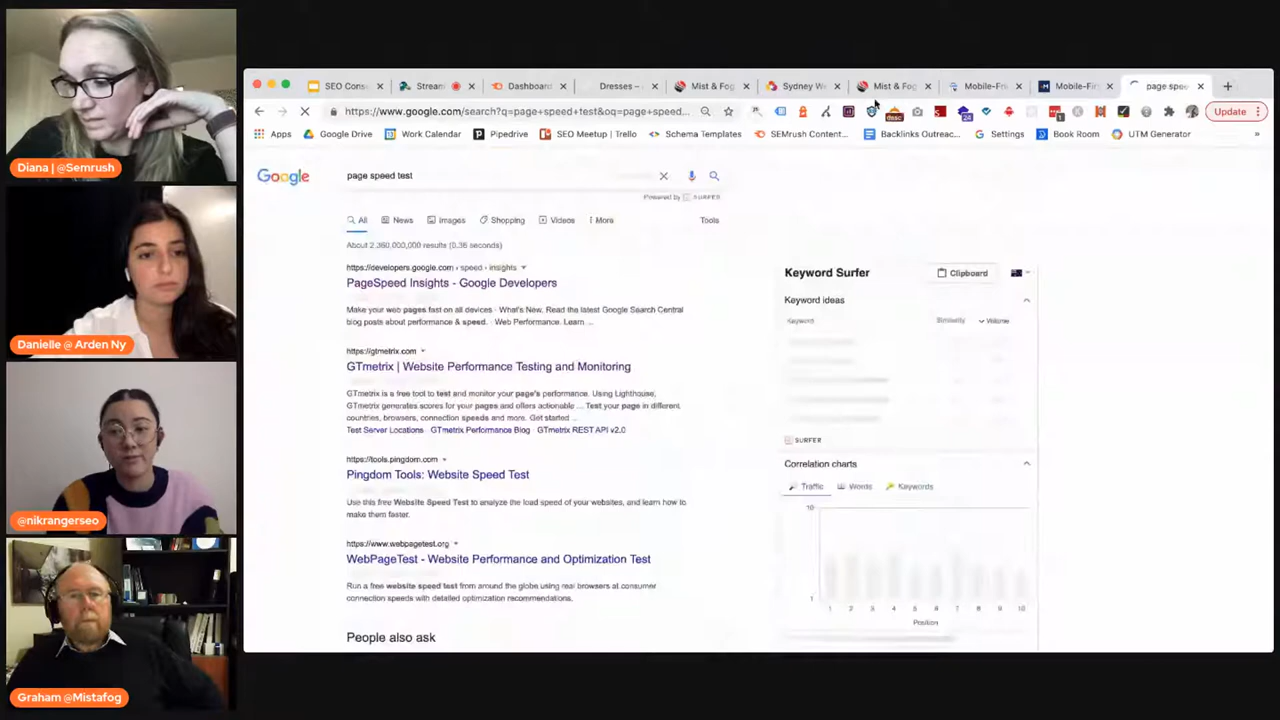 Diana | @Semrush
Danielle @ Arden Ny
@nikrangerseo
Graham @Mistafog
SEO Cons
Stream
Dashboard
Dresses –
Mist & Fog
Sydney W
Mist & Fog
Mobile-Fri
Mobile-Fir
page spee
https://www.google.com/search?q=page+speed+test&oq=page+speed...
Update
Apps
Google Drive
Work Calendar
Pipedrive
SEO Meetup | Trello
Schema Templates
SEMrush Content...
Backlinks Outreac...
Settings
Book Room
UTM Generator
»
Google
page speed test
Powered by SURFER
All
News
Images
Shopping
Videos
More
Tools
About 2,360,000,000 results (0.36 seconds)
https://developers.google.com › speed › insights
PageSpeed Insights - Google Developers
Make your web pages fast on all devices · What's New. Read the latest Google Search Central
blog posts about performance & speed. · Web Performance. Learn ...
https://gtmetrix.com
GTmetrix | Website Performance Testing and Monitoring
GTmetrix is a free tool to test and monitor your page's performance. Using Lighthouse,
GTmetrix generates scores for your pages and offers actionable ... Test your page in different
countries, browsers, connection speeds and more. Get started ...
Test Server Locations · GTmetrix Performance Blog · GTmetrix REST API v2.0
https://tools.pingdom.com
Pingdom Tools: Website Speed Test
Use this free Website Speed Test to analyze the load speed of your websites, and learn how to
make them faster.
https://www.webpagetest.org
WebPageTest - Website Performance and Optimization Test
Run a free website speed test from around the globe using real browsers at consumer
connection speeds with detailed optimization recommendations.
People also ask
Keyword Surfer
Clipboard
Keyword ideas
Keyword
Similarity
Volume
SURFER
Correlation charts
Traffic
Words
Keywords
10
1
1 2 3 4 5 6 7 8 9 10
Position